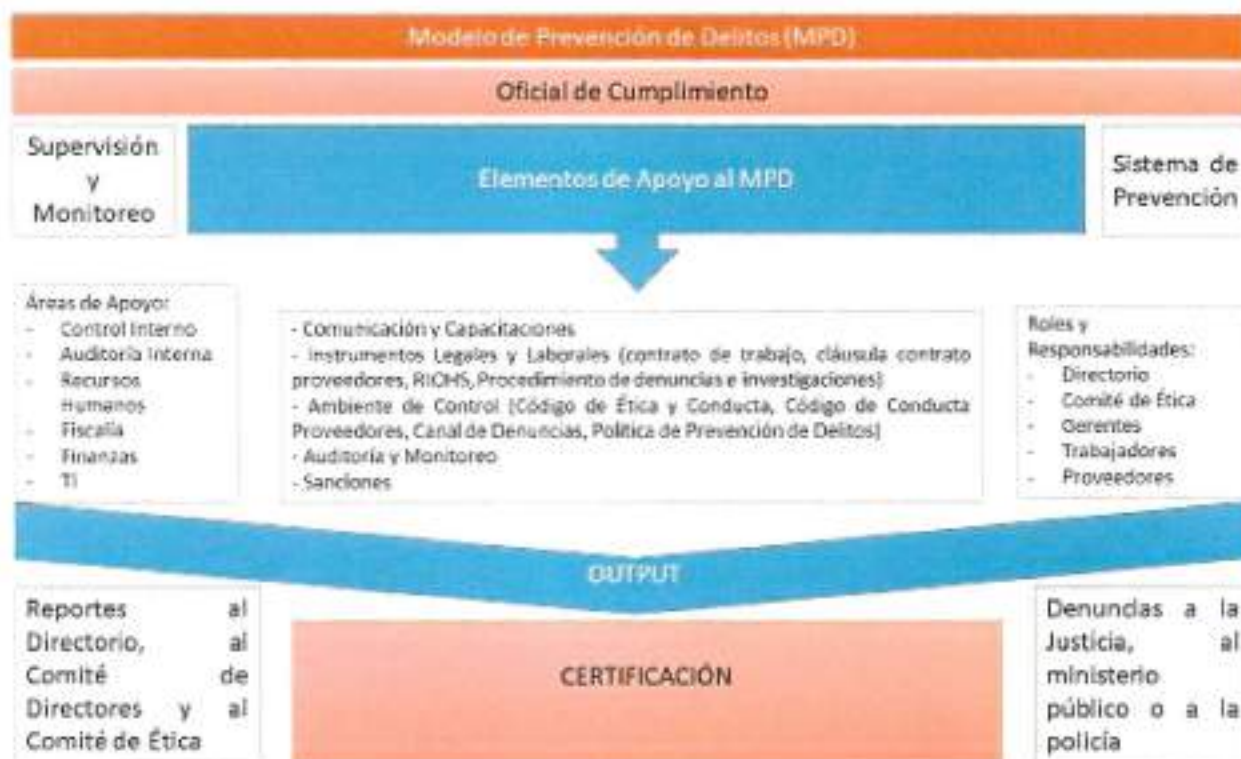 Modelo de Prevención de Delitos (MPD)
Oficial de Cumplimiento
Supervisión
y
Monitoreo
Elementos de Apoyo al MPD
Sistema de
Prevención
Áreas de Apoyo:
- Control Interno
- Auditoría Interna
- Recursos
Humanos
- Fiscalía
- Finanzas
- TI
- Comunicación y Capacitaciones
- Instrumentos Legales y Laborales (contrato de trabajo, cláusula contrato
proveedores, RIOHS, Procedimiento de denuncias e investigaciones)
- Ambiente de Control (Código de Ética y Conducta, Código de Conducta
Proveedores, Canal de Denuncias, Política de Prevención de Delitos)
- Auditoría y Monitoreo
- Sanciones
Roles y
Responsabilidades:
- Directorio
- Comité de Ética
- Gerentes
- Trabajadores
- Proveedores
OUTPUT
Reportes al
Directorio, al
Comité de
Directores y al
Comité de Ética
CERTIFICACIÓN
Denuncias a la
Justicia, al
ministerio
público o a la
policía